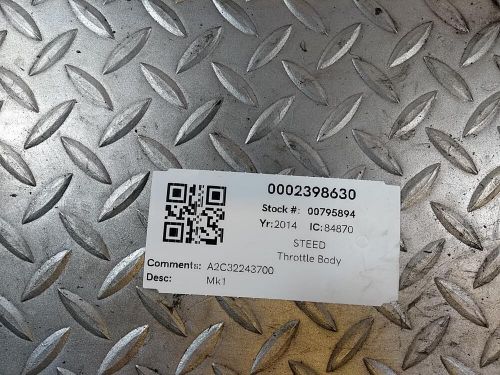 0002398630
Stock #: 00795894
Yr: 2014 IC: 84870
STEED
Throttle Body
Comments: A2C32243700
Desc: Mk1